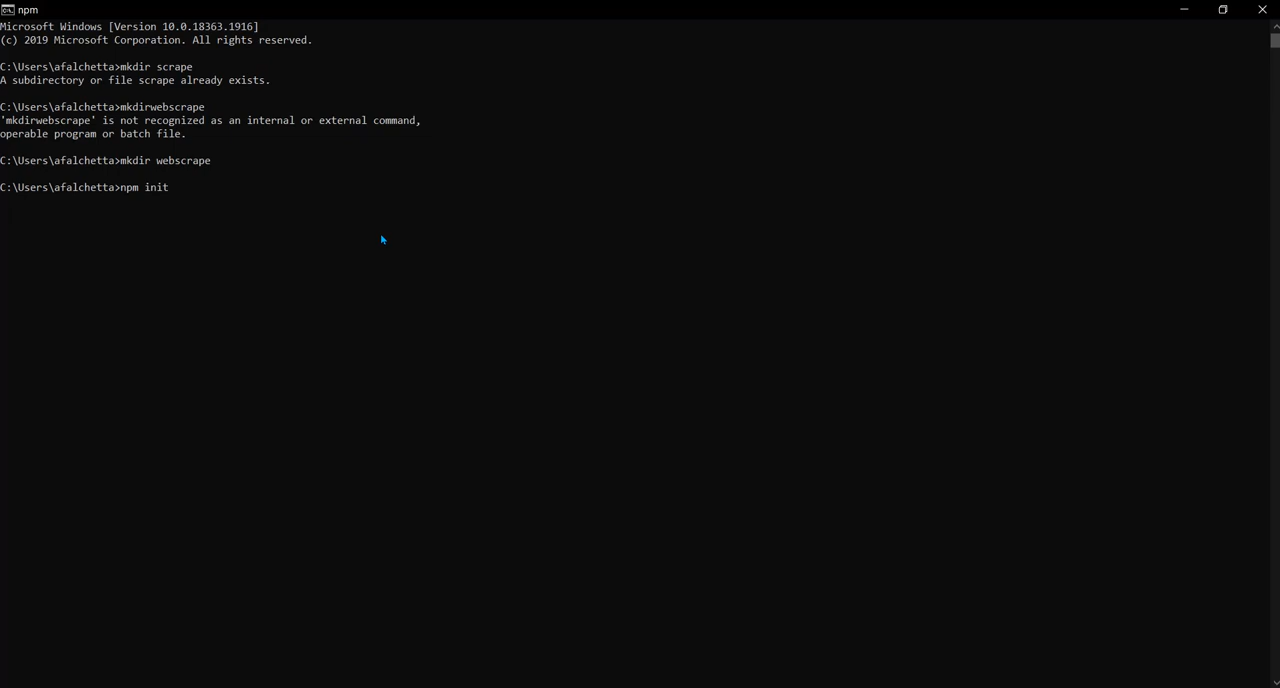 npm
Microsoft Windows [Version 10.0.18363.1916]
(c) 2019 Microsoft Corporation. All rights reserved.
C:\Users\afalchetta>mkdir scrape
A subdirectory or file scrape already exists.
C:\Users\afalchetta>mkdirwebscrape
'mkdirwebscrape' is not recognized as an internal or external command,
operable program or batch file.
C:\Users\afalchetta>mkdir webscrape
C:\Users\afalchetta>npm init